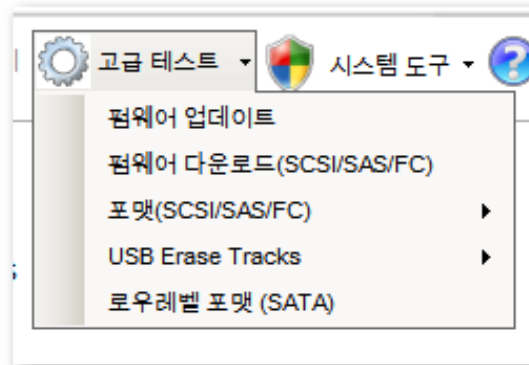 고급 테스트 시스템 도구
펌웨어 업데이트
펌웨어 다운로드(SCSI/SAS/FC)
포맷(SCSI/SAS/FC)
USB Erase Tracks
로우레벨 포맷 (SATA)